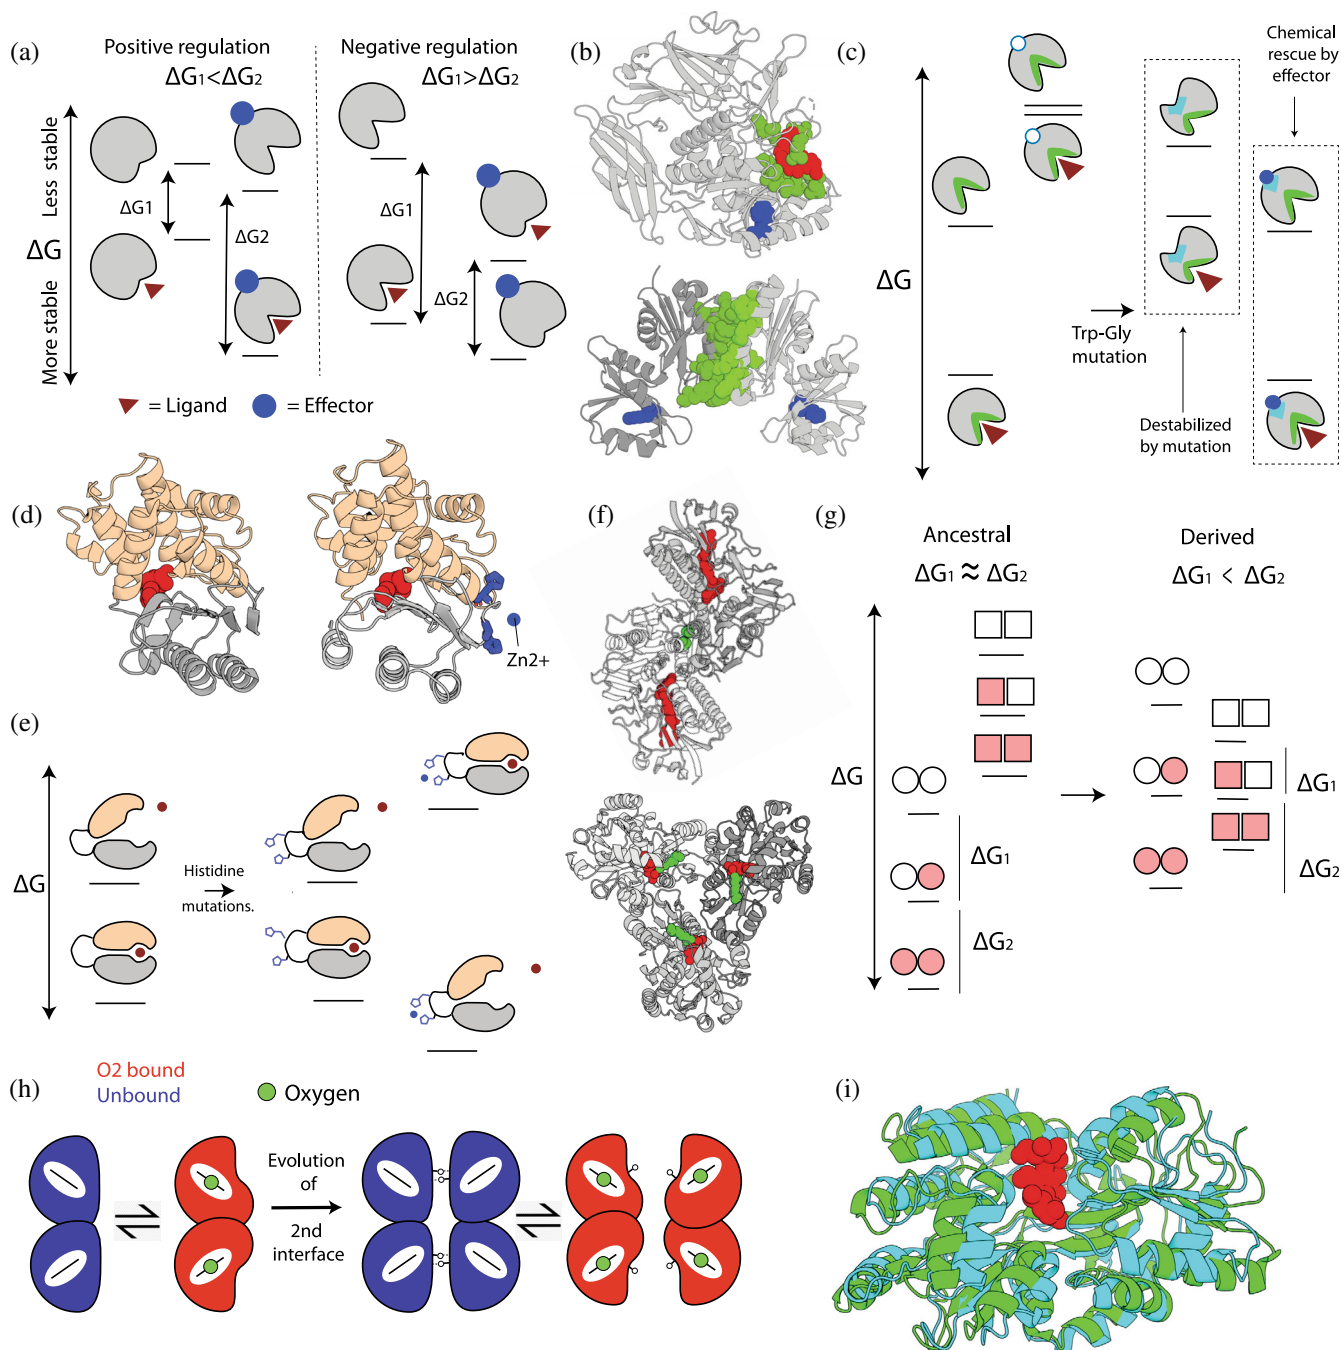 (a)
Positive regulation
ΔG1<ΔG2
Negative regulation
ΔG1>ΔG2
Less stable
ΔG
More stable
ΔG1
ΔG2
ΔG1
ΔG2
= Ligand
= Effector
(b)
(c)
Chemical
rescue by
effector
ΔG
Trp-Gly
mutation
Destabilized
by mutation
(d)
Zn2+
(e)
ΔG
Histidine
mutations.
(f)
(g)
Ancestral
ΔG1 ≈ ΔG2
Derived
ΔG1 < ΔG2
ΔG
ΔG1
ΔG2
ΔG1
ΔG2
O2 bound
Unbound
(h)
Oxygen
Evolution
of
2nd
interface
(i)